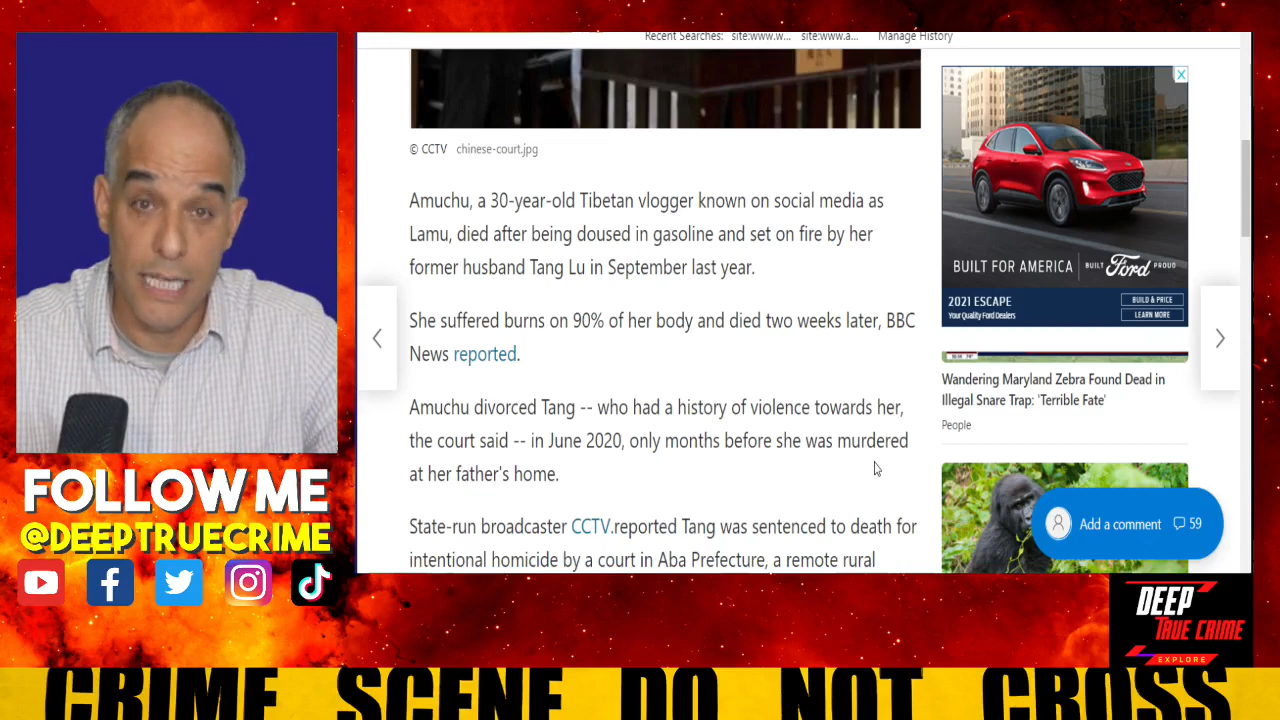 Recent Searches: site:www.w... site:www.a... Manage History
© CCTV chinese-court.jpg
Amuchu, a 30-year-old Tibetan vlogger known on social media as
Lamu, died after being doused in gasoline and set on fire by her
former husband Tang Lu in September last year.
She suffered burns on 90% of her body and died two weeks later, BBC
News reported.
Amuchu divorced Tang -- who had a history of violence towards her,
the court said -- in June 2020, only months before she was murdered
at her father's home.
State-run broadcaster CCTV.reported Tang was sentenced to death for
intentional homicide by a court in Aba Prefecture, a remote rural
BUILT FOR AMERICA
BUILT Ford PROUD
2021 ESCAPE
Your Quality Ford Dealers
BUILD & PRICE
LEARN MORE
Wandering Maryland Zebra Found Dead in
Illegal Snare Trap: 'Terrible Fate'
People
Add a comment 59
FOLLOW ME
@DEEPTRUECRIME
DEEP
TRUE CRIME
EXPLORE
CRIME SCENE DO NOT CROSS